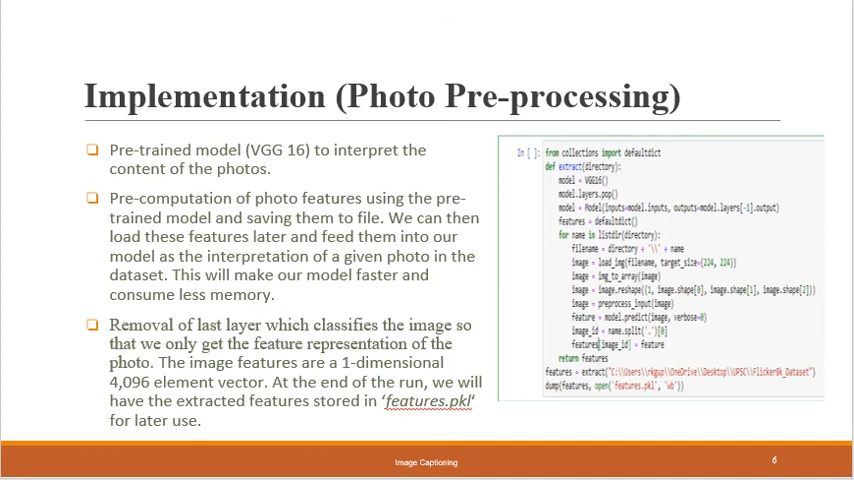 Implementation (Photo Pre-processing)
❑ Pre-trained model (VGG 16) to interpret the
content of the photos.
❑ Pre-computation of photo features using the pre-
trained model and saving them to file. We can then
load these features later and feed them into our
model as the interpretation of a given photo in the
dataset. This will make our model faster and
consume less memory.
❑ Removal of last layer which classifies the image so
that we only get the feature representation of the
photo. The image features are a 1-dimensional
4,096 element vector. At the end of the run, we will
have the extracted features stored in ‘features.pkl‘
for later use.
In [ ]: from collections import defaultdict
def extract(directory):
model = VGG16()
model.layers.pop()
model = Model(inputs=model.inputs, outputs=model.layers[-1].output)
features = defaultdict()
for name in listdir(directory):
filename = directory + '\\' + name
image = load_img(filename, target_size=(224, 224))
image = img_to_array(image)
image = image.reshape((1, image.shape[0], image.shape[1], image.shape[2]))
image = preprocess_input(image)
feature = model.predict(image, verbose=0)
image_id = name.split('.')[0]
features[image_id] = feature
return features
features = extract("C:\\Users\\rkgup\\OneDrive\\Desktop\\UPSC\\Flicker8k_Dataset")
dump(features, open('features.pkl', 'wb'))
Image Captioning
6